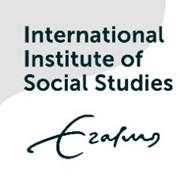 International
Institute of
Social Studies
Erasmus